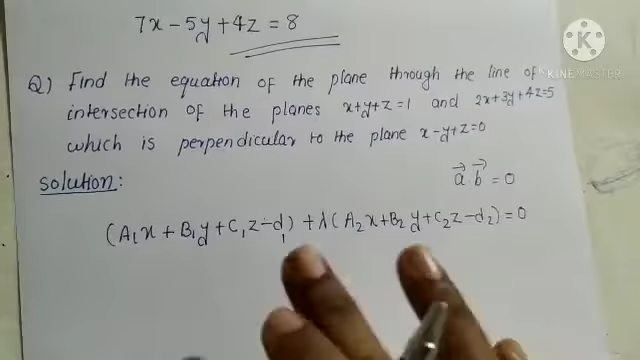 7x - 5y + 4z = 8
KINEMASTER
Q) Find the equation of the plane through the line of
intersection of the planes x+y+z=1 and 2x+3y+4z=5
which is perpendicular to the plane x-y+z=0
Solution:
a⃗ . b⃗ = 0
(A₁x + B₁y + C₁z - d₁) + λ(A₂x + B₂y + C₂z - d₂) = 0